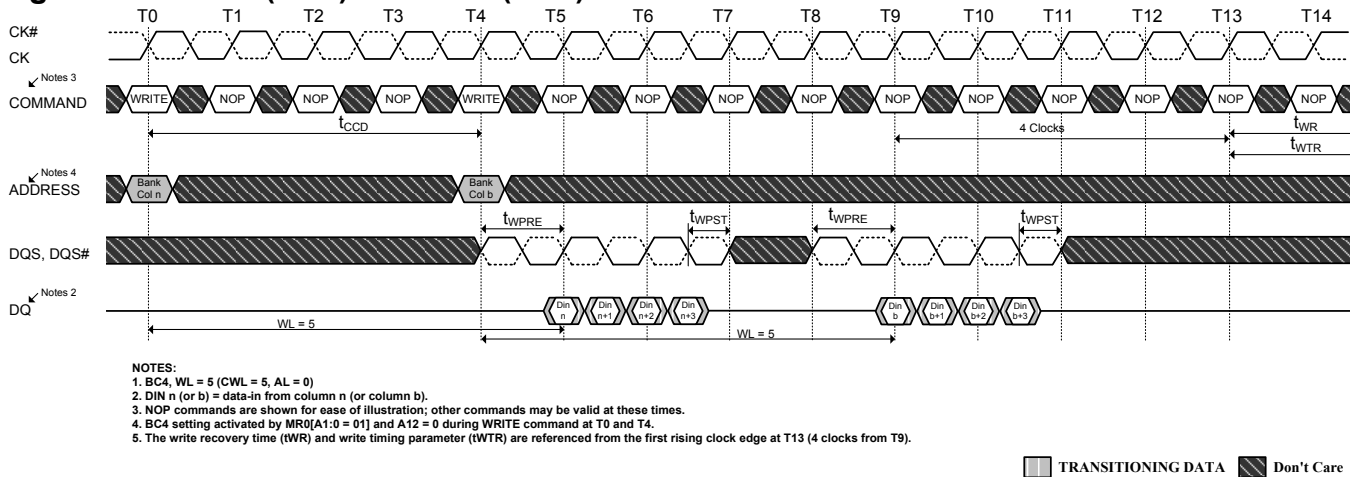 T0 T1 T2 T3 T4 T5 T6 T7 T8 T9 T10 T11 T12 T13 T14
CK#
CK
Notes 3
COMMAND
WRITE NOP NOP NOP WRITE NOP NOP NOP NOP NOP NOP NOP NOP NOP NOP
tCCD
4 Clocks
tWR
tWTR
Notes 4
ADDRESS
Bank Col n
Bank Col b
tWPRE
tWPST
tWPRE
tWPST
DQS, DQS#
Notes 2
DQ
Din n
Din n+1
Din n+2
Din n+3
Din b
Din b+1
Din b+2
Din b+3
WL = 5
WL = 5
NOTES:
1. BC4, WL = 5 (CWL = 5, AL = 0)
2. DIN n (or b) = data-in from column n (or column b).
3. NOP commands are shown for ease of illustration; other commands may be valid at these times.
4. BC4 setting activated by MR0[A1:0 = 01] and A12 = 0 during WRITE command at T0 and T4.
5. The write recovery time (tWR) and write timing parameter (tWTR) are referenced from the first rising clock edge at T13 (4 clocks from T9).
TRANSITIONING DATA
Don't Care